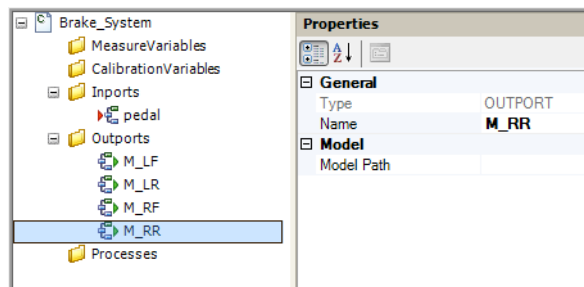 Brake_System
MeasureVariables
CalibrationVariables
Inports
pedal
Outports
M_LF
M_LR
M_RF
M_RR
Processes
Properties
A
Z
General
Type OUTPORT
Name M_RR
Model
Model Path